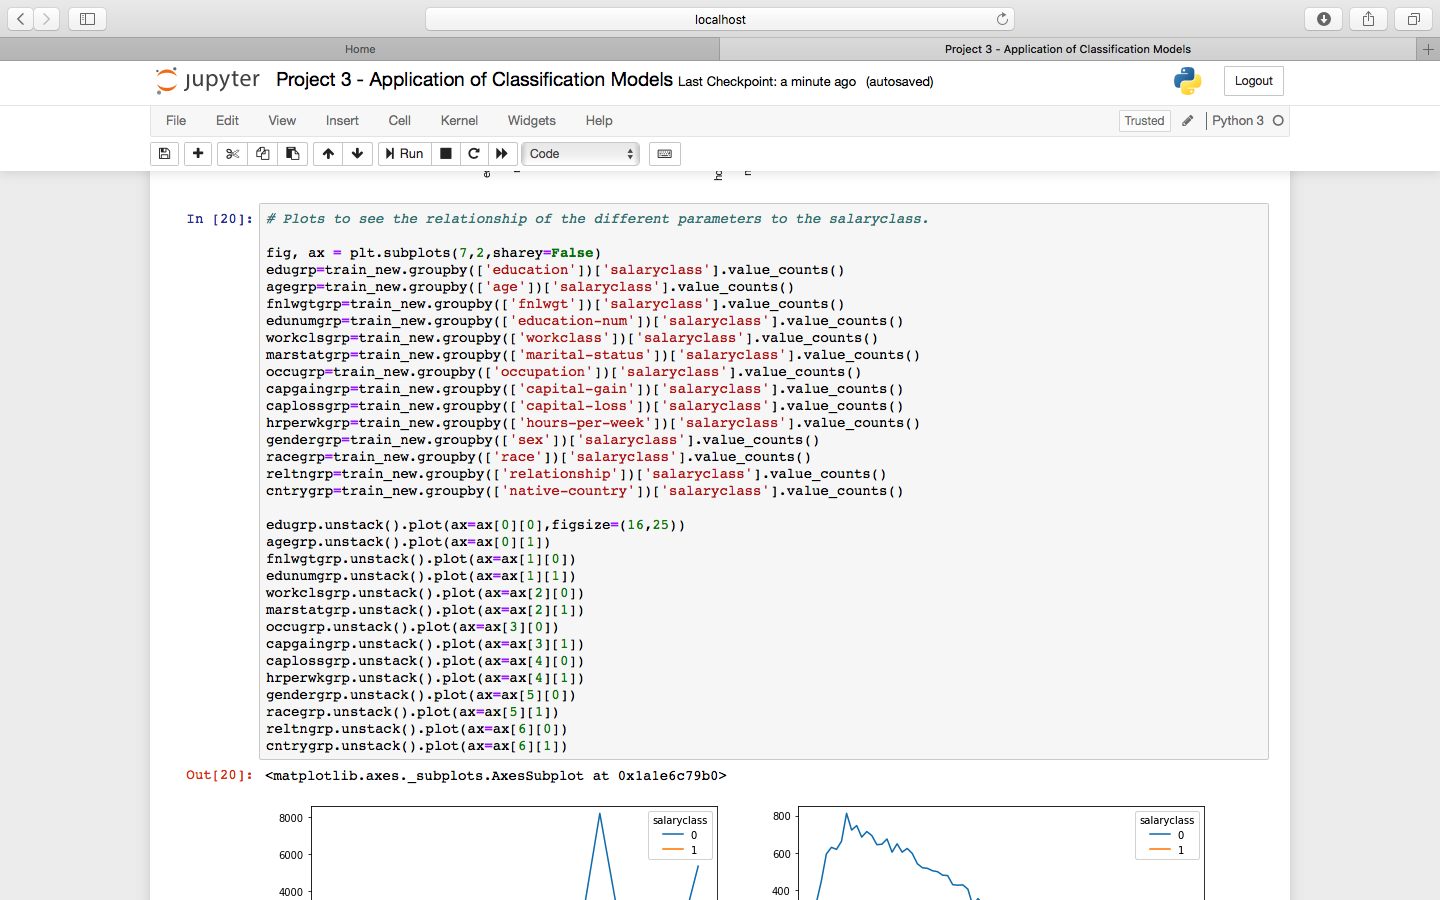 localhost
Home
Project 3 - Application of Classification Models
jupyter Project 3 - Application of Classification Models Last Checkpoint: a minute ago (autosaved)
Logout
File Edit View Insert Cell Kernel Widgets Help
Trusted Python 3
Run Code
In [20]:
# Plots to see the relationship of the different parameters to the salaryclass.
fig, ax = plt.subplots(7,2,sharey=False)
edugrp=train_new.groupby(['education'])['salaryclass'].value_counts()
agegrp=train_new.groupby(['age'])['salaryclass'].value_counts()
fnlwgtgrp=train_new.groupby(['fnlwgt'])['salaryclass'].value_counts()
edunumgrp=train_new.groupby(['education-num'])['salaryclass'].value_counts()
workclsgrp=train_new.groupby(['workclass'])['salaryclass'].value_counts()
marstatgrp=train_new.groupby(['marital-status'])['salaryclass'].value_counts()
occugrp=train_new.groupby(['occupation'])['salaryclass'].value_counts()
capgaingrp=train_new.groupby(['capital-gain'])['salaryclass'].value_counts()
caplossgrp=train_new.groupby(['capital-loss'])['salaryclass'].value_counts()
hrperwkgrp=train_new.groupby(['hours-per-week'])['salaryclass'].value_counts()
gendergrp=train_new.groupby(['sex'])['salaryclass'].value_counts()
racegrp=train_new.groupby(['race'])['salaryclass'].value_counts()
reltngrp=train_new.groupby(['relationship'])['salaryclass'].value_counts()
cntrygrp=train_new.groupby(['native-country'])['salaryclass'].value_counts()
edugrp.unstack().plot(ax=ax[0][0],figsize=(16,25))
agegrp.unstack().plot(ax=ax[0][1])
fnlwgtgrp.unstack().plot(ax=ax[1][0])
edunumgrp.unstack().plot(ax=ax[1][1])
workclsgrp.unstack().plot(ax=ax[2][0])
marstatgrp.unstack().plot(ax=ax[2][1])
occugrp.unstack().plot(ax=ax[3][0])
capgaingrp.unstack().plot(ax=ax[3][1])
caplossgrp.unstack().plot(ax=ax[4][0])
hrperwkgrp.unstack().plot(ax=ax[4][1])
gendergrp.unstack().plot(ax=ax[5][0])
racegrp.unstack().plot(ax=ax[5][1])
reltngrp.unstack().plot(ax=ax[6][0])
cntrygrp.unstack().plot(ax=ax[6][1])
Out[20]: <matplotlib.axes._subplots.AxesSubplot at 0x1a1e6c79b0>
8000
6000
4000
salaryclass
0
1
800
600
400
salaryclass
0
1